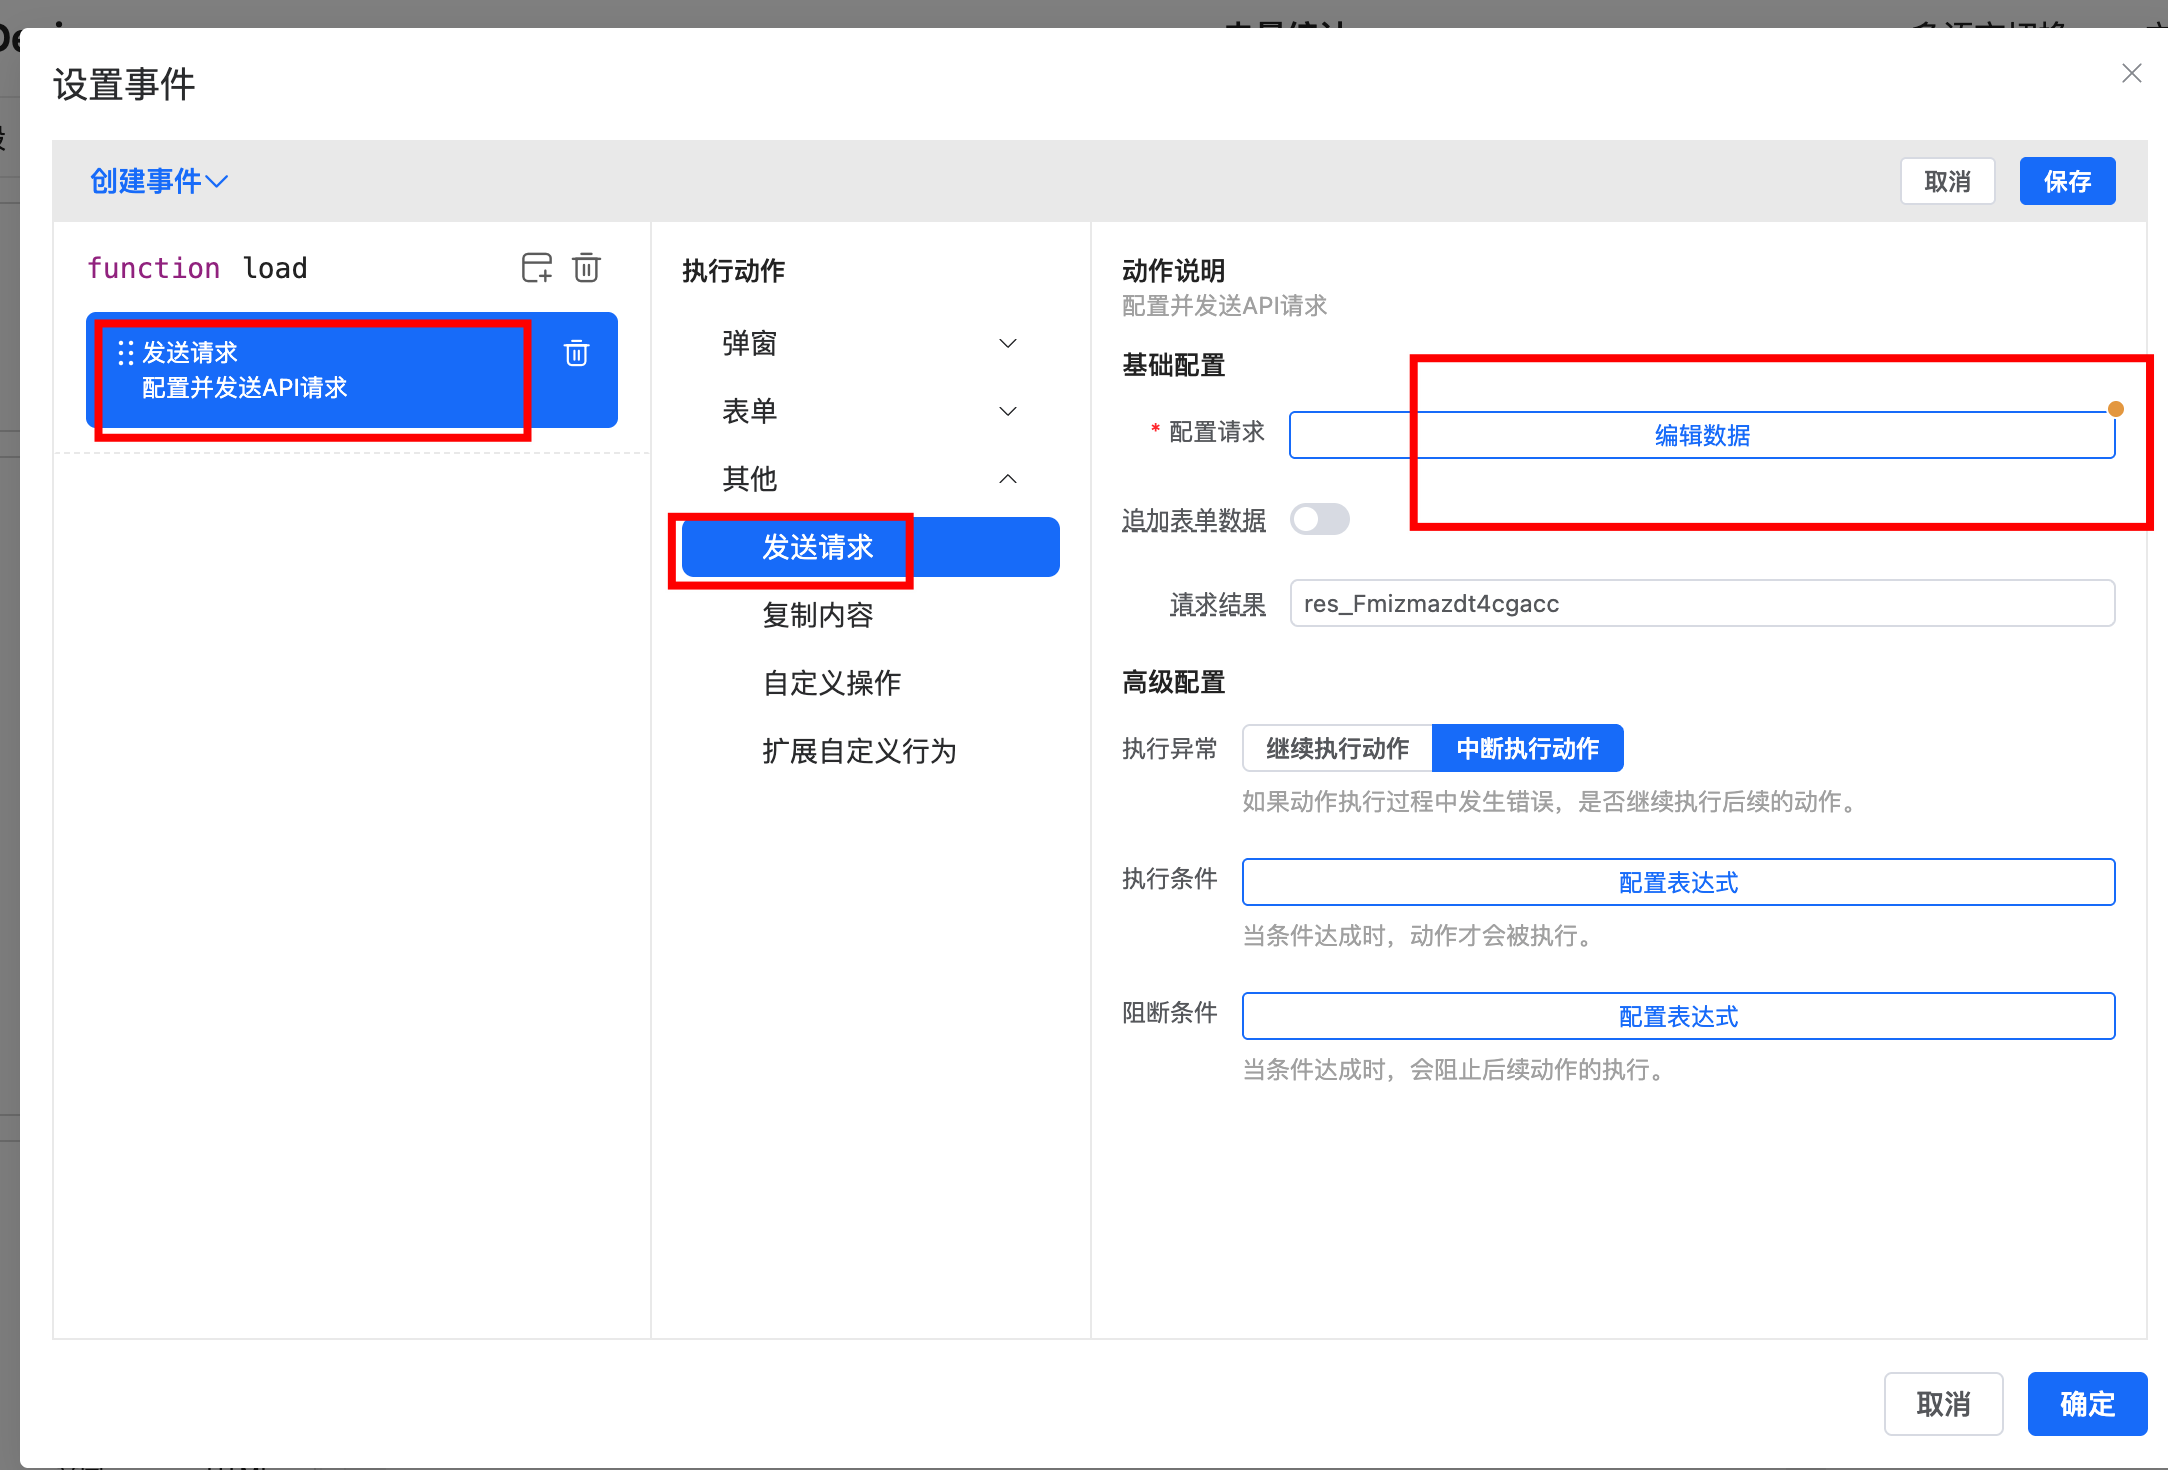 设置事件
创建事件
取消
保存
function load
发送请求
配置并发送API请求
执行动作
弹窗
表单
其他
发送请求
复制内容
自定义操作
扩展自定义行为
动作说明
配置并发送API请求
基础配置
* 配置请求
编辑数据
追加表单数据
请求结果
res_Fmizmazdt4cgacc
高级配置
执行异常
继续执行动作
中断执行动作
如果动作执行过程中发生错误，是否继续执行后续的动作。
执行条件
配置表达式
当条件达成时，动作才会被执行。
阻断条件
配置表达式
当条件达成时，会阻止后续动作的执行。
取消
确定